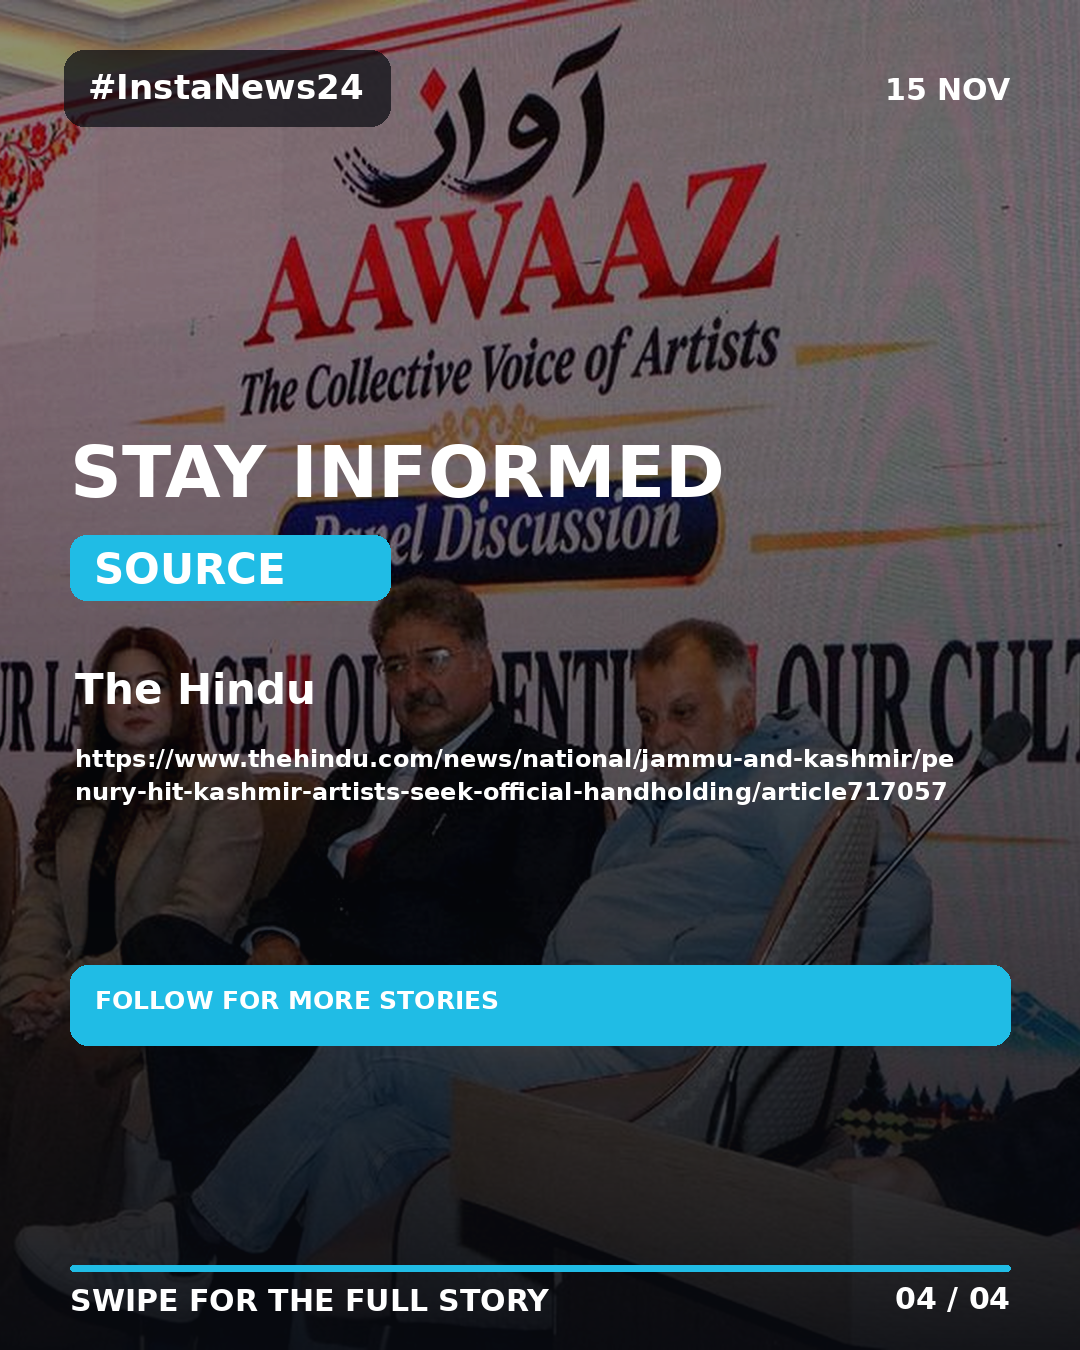 #InstaNews24
15 NOV
آواز
AAWAAZ
The Collective Voice of Artists
STAY INFORMED
Panel Discussion
SOURCE
OUR CULT
The Hindu
https://www.thehindu.com/news/national/jammu-and-kashmir/pe
nury-hit-kashmir-artists-seek-official-handholding/article717057
FOLLOW FOR MORE STORIES
SWIPE FOR THE FULL STORY
04 / 04